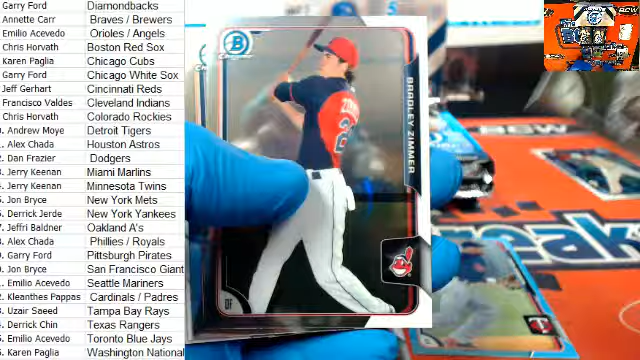 Garry Ford Diamondbacks
Annette Carr Braves / Brewers
Emilio Acevedo Orioles / Angels
Chris Horvath Boston Red Sox
Karen Paglia Chicago Cubs
Garry Ford Chicago White Sox
Jeff Gerhart Cincinnati Reds
Francisco Valdes Cleveland Indians
Chris Horvath Colorado Rockies
Andrew Moye Detroit Tigers
Alex Chada Houston Astros
Dan Frazier Dodgers
Jerry Keenan Miami Marlins
Jerry Keenan Minnesota Twins
Jon Bryce New York Mets
Derrick Jerde New York Yankees
Jeffri Baldner Oakland A's
Alex Chada Phillies / Royals
Garry Ford Pittsburgh Pirates
Jon Bryce San Francisco Giant
Emilio Acevedo Seattle Mariners
Kleanthes Pappas Cardinals / Padres
Uzair Saeed Tampa Bay Rays
Derrick Chin Texas Rangers
Emilio Acevedo Toronto Blue Jays
Karen Paglia Washington National
B
Chrome
BRADLEY ZIMMER
OF
BCW